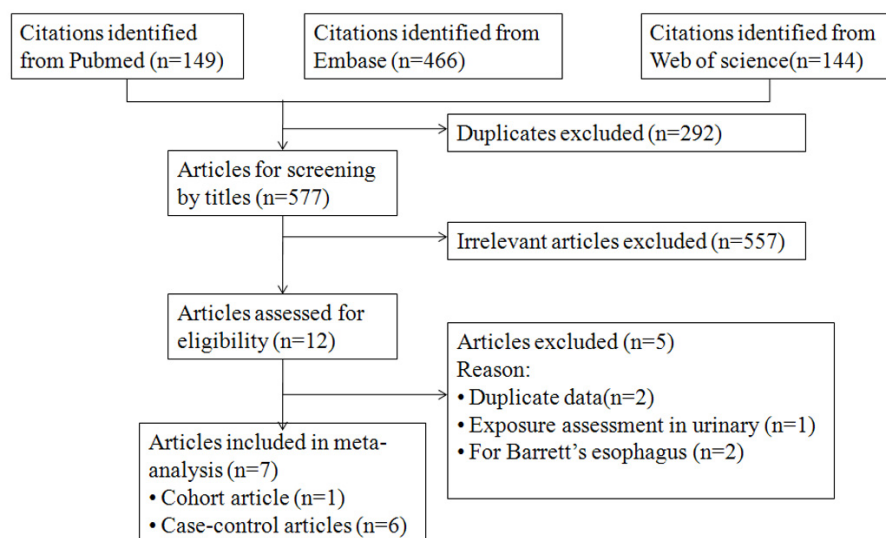 Citations identified
from Pubmed (n=149)
Citations identified from
Embase (n=466)
Citations identified from
Web of science(n=144)
Duplicates excluded (n=292)
Articles for screening
by titles (n=577)
Irrelevant articles excluded (n=557)
Articles assessed for
eligibility (n=12)
Articles excluded (n=5)
Reason:
• Duplicate data(n=2)
• Exposure assessment in urinary (n=1)
• For Barrett's esophagus (n=2)
Articles included in meta-
analysis (n=7)
• Cohort article (n=1)
• Case-control articles (n=6)